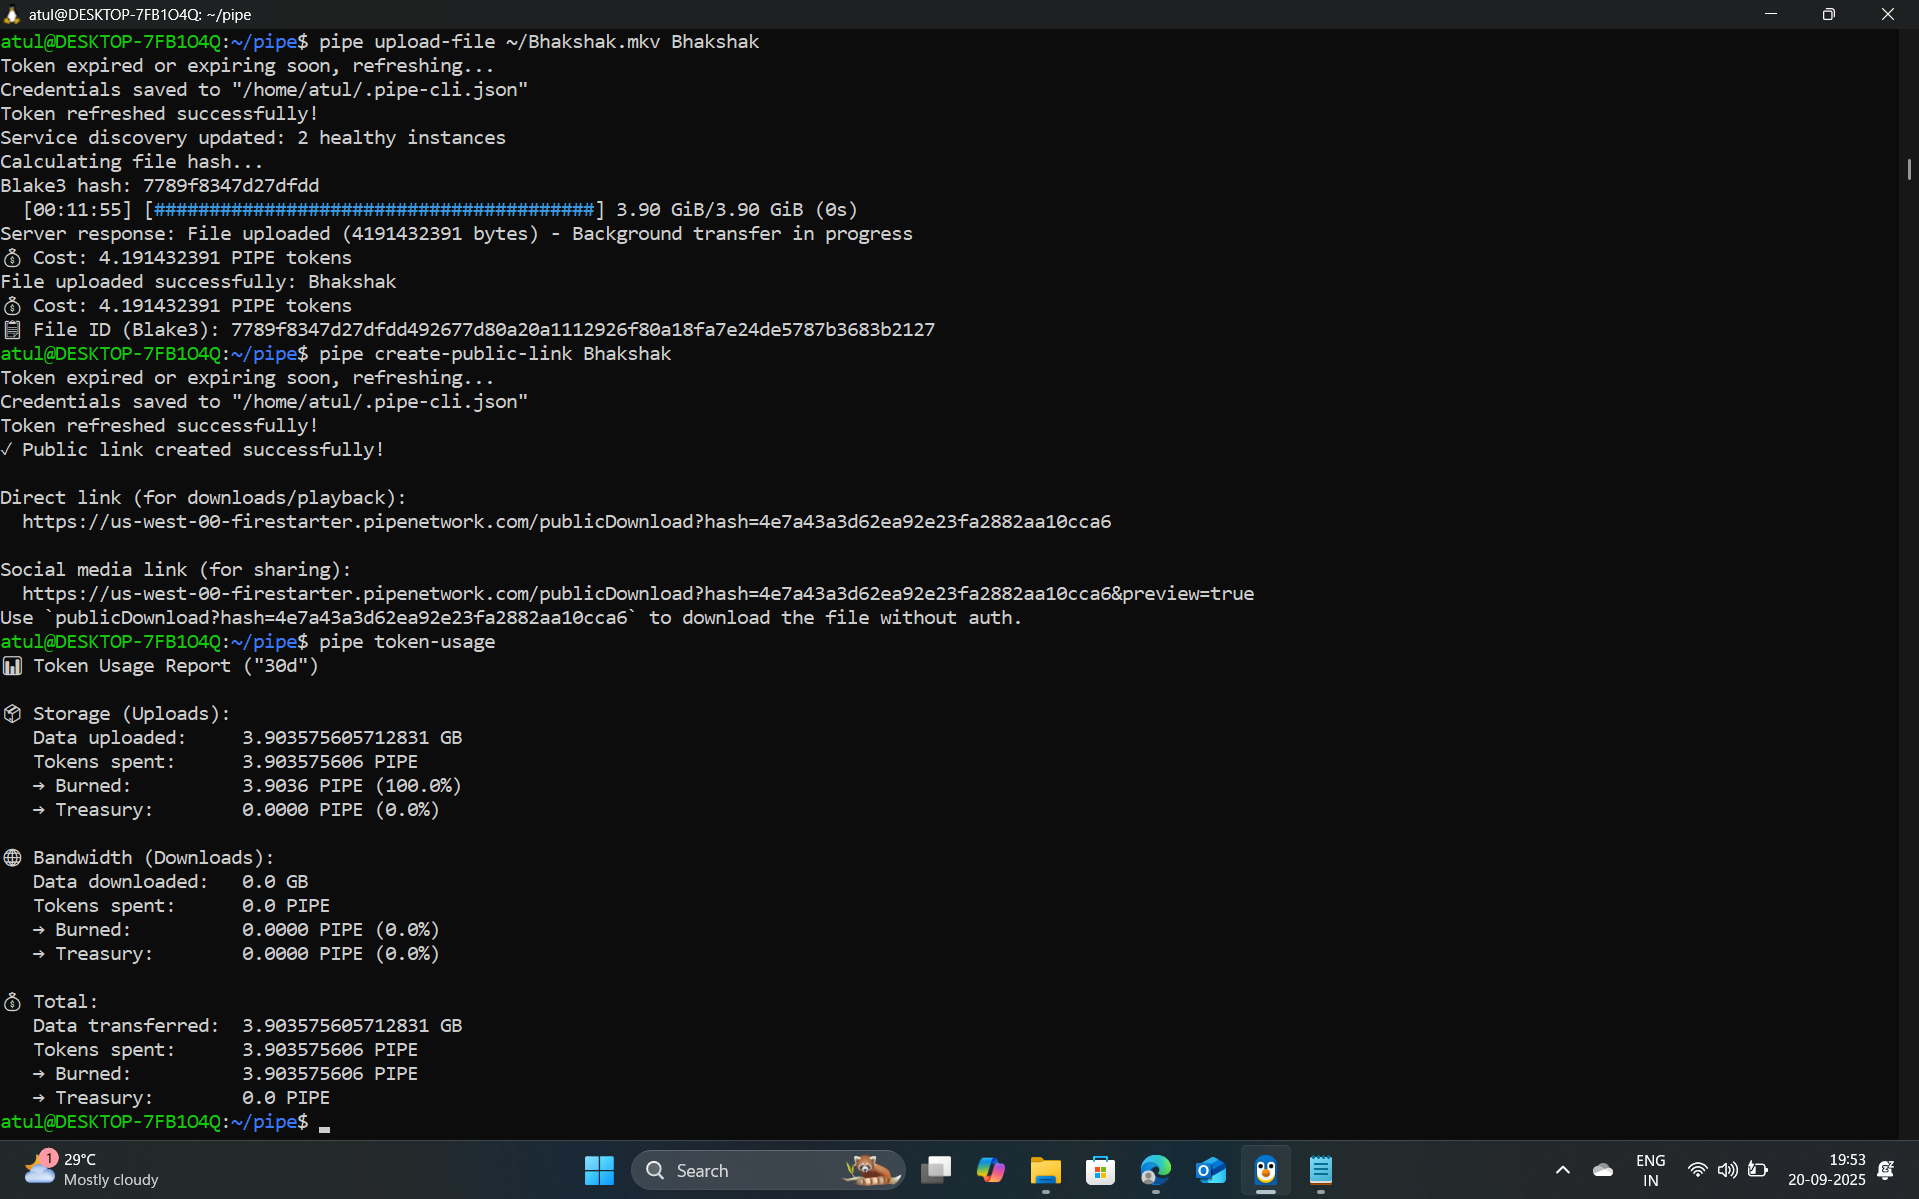 atul@DESKTOP-7FB1O4Q: ~/pipe
atul@DESKTOP-7FB1O4Q:~/pipe$ pipe upload-file ~/Bhakshak.mkv Bhakshak
Token expired or expiring soon, refreshing...
Credentials saved to "/home/atul/.pipe-cli.json"
Token refreshed successfully!
Service discovery updated: 2 healthy instances
Calculating file hash...
Blake3 hash: 7789f8347d27dfdd
[00:11:55] [########################################] 3.90 GiB/3.90 GiB (0s)
Server response: File uploaded (4191432391 bytes) - Background transfer in progress
💰 Cost: 4.191432391 PIPE tokens
File uploaded successfully: Bhakshak
💰 Cost: 4.191432391 PIPE tokens
📋 File ID (Blake3): 7789f8347d27dfdd492677d80a20a1112926f80a18fa7e24de5787b3683b2127
atul@DESKTOP-7FB1O4Q:~/pipe$ pipe create-public-link Bhakshak
Token expired or expiring soon, refreshing...
Credentials saved to "/home/atul/.pipe-cli.json"
Token refreshed successfully!
✓ Public link created successfully!
Direct link (for downloads/playback):
https://us-west-00-firestarter.pipenetwork.com/publicDownload?hash=4e7a43a3d62ea92e23fa2882aa10cca6
Social media link (for sharing):
https://us-west-00-firestarter.pipenetwork.com/publicDownload?hash=4e7a43a3d62ea92e23fa2882aa10cca6&preview=true
Use `publicDownload?hash=4e7a43a3d62ea92e23fa2882aa10cca6` to download the file without auth.
atul@DESKTOP-7FB1O4Q:~/pipe$ pipe token-usage
📊 Token Usage Report ("30d")
📦 Storage (Uploads):
Data uploaded: 3.903575605712831 GB
Tokens spent: 3.903575606 PIPE
→ Burned: 3.9036 PIPE (100.0%)
→ Treasury: 0.0000 PIPE (0.0%)
🌐 Bandwidth (Downloads):
Data downloaded: 0.0 GB
Tokens spent: 0.0 PIPE
→ Burned: 0.0000 PIPE (0.0%)
→ Treasury: 0.0000 PIPE (0.0%)
💰 Total:
Data transferred: 3.903575605712831 GB
Tokens spent: 3.903575606 PIPE
→ Burned: 3.903575606 PIPE
→ Treasury: 0.0 PIPE
atul@DESKTOP-7FB1O4Q:~/pipe$
1
29°C
Mostly cloudy
Search
ENG
IN
19:53
20-09-2025